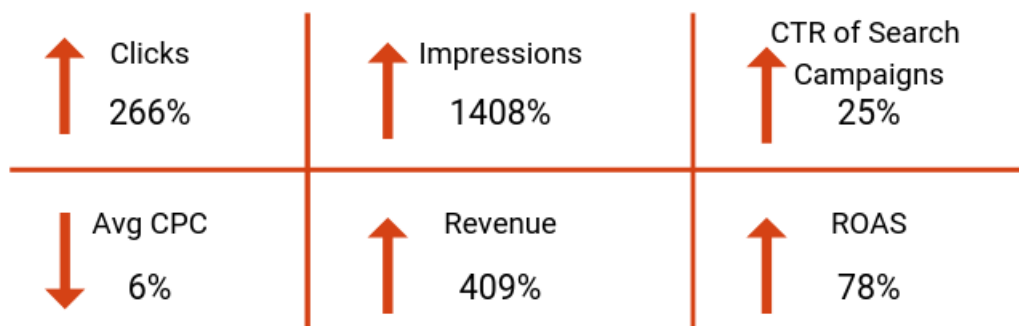 Clicks
266%
Impressions
1408%
CTR of Search
Campaigns
25%
Avg CPC
6%
Revenue
409%
ROAS
78%